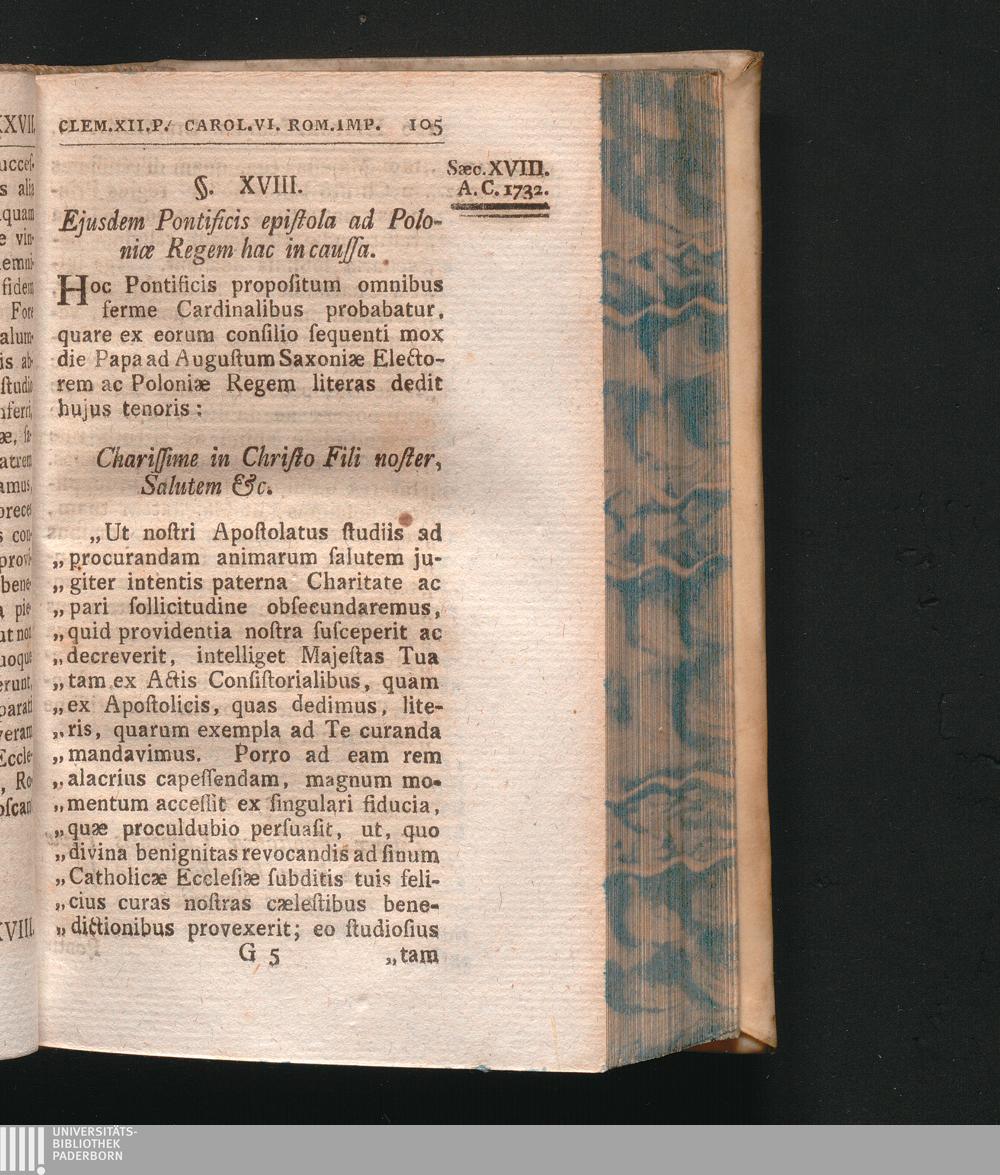 CLEM.XII.P. CAROL.VI. ROM.IMP. 105
Sæc.XVIII.
A. C. 1732.
§. XVIII.
Ejusdem Pontificis epiſtola ad Polo-
niæ Regem hac in cauſſa.
Hoc Pontificis propoſitum omnibus
ferme Cardinalibus probabatur,
quare ex eorum conſilio ſequenti mox
die Papa ad Auguſtum Saxoniæ Electo-
rem ac Poloniæ Regem literas dedit
hujus tenoris:
Chariſſime in Chriſto Fili noſter,
Salutem &c.
„Ut noſtri Apoſtolatus ſtudiis ad
„procurandam animarum ſalutem ju-
„giter intentis paterna Charitate ac
„pari ſollicitudine obſecundaremus,
„quid providentia noſtra ſuſceperit ac
„decreverit, intelliget Majeſtas Tua
„tam ex Actis Conſiſtorialibus, quam
„ex Apoſtolicis, quas dedimus, lite-
„ris, quarum exempla ad Te curanda
„mandavimus. Porro ad eam rem
„alacrius capeſſendam, magnum mo-
„mentum acceſſit ex ſingulari fiducia,
„quæ proculdubio perſuaſit, ut, quo
„divina benignitas revocandis ad ſinum
„Catholicæ Eccleſiæ ſubditis tuis feli-
„cius curas noſtras cæleſtibus bene-
„dictionibus provexerit; eo ſtudioſius
G 5 „tam
UNIVERSITÄTS-
BIBLIOTHEK
PADERBORN